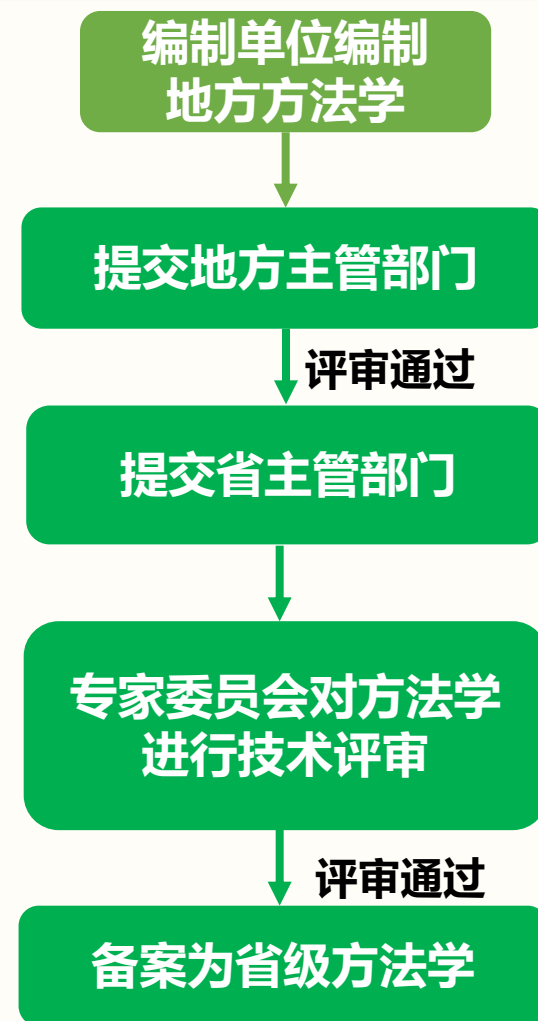 编制单位编制
地方方法学
提交地方主管部门
评审通过
提交省主管部门
专家委员会对方法学
进行技术评审
评审通过
备案为省级方法学